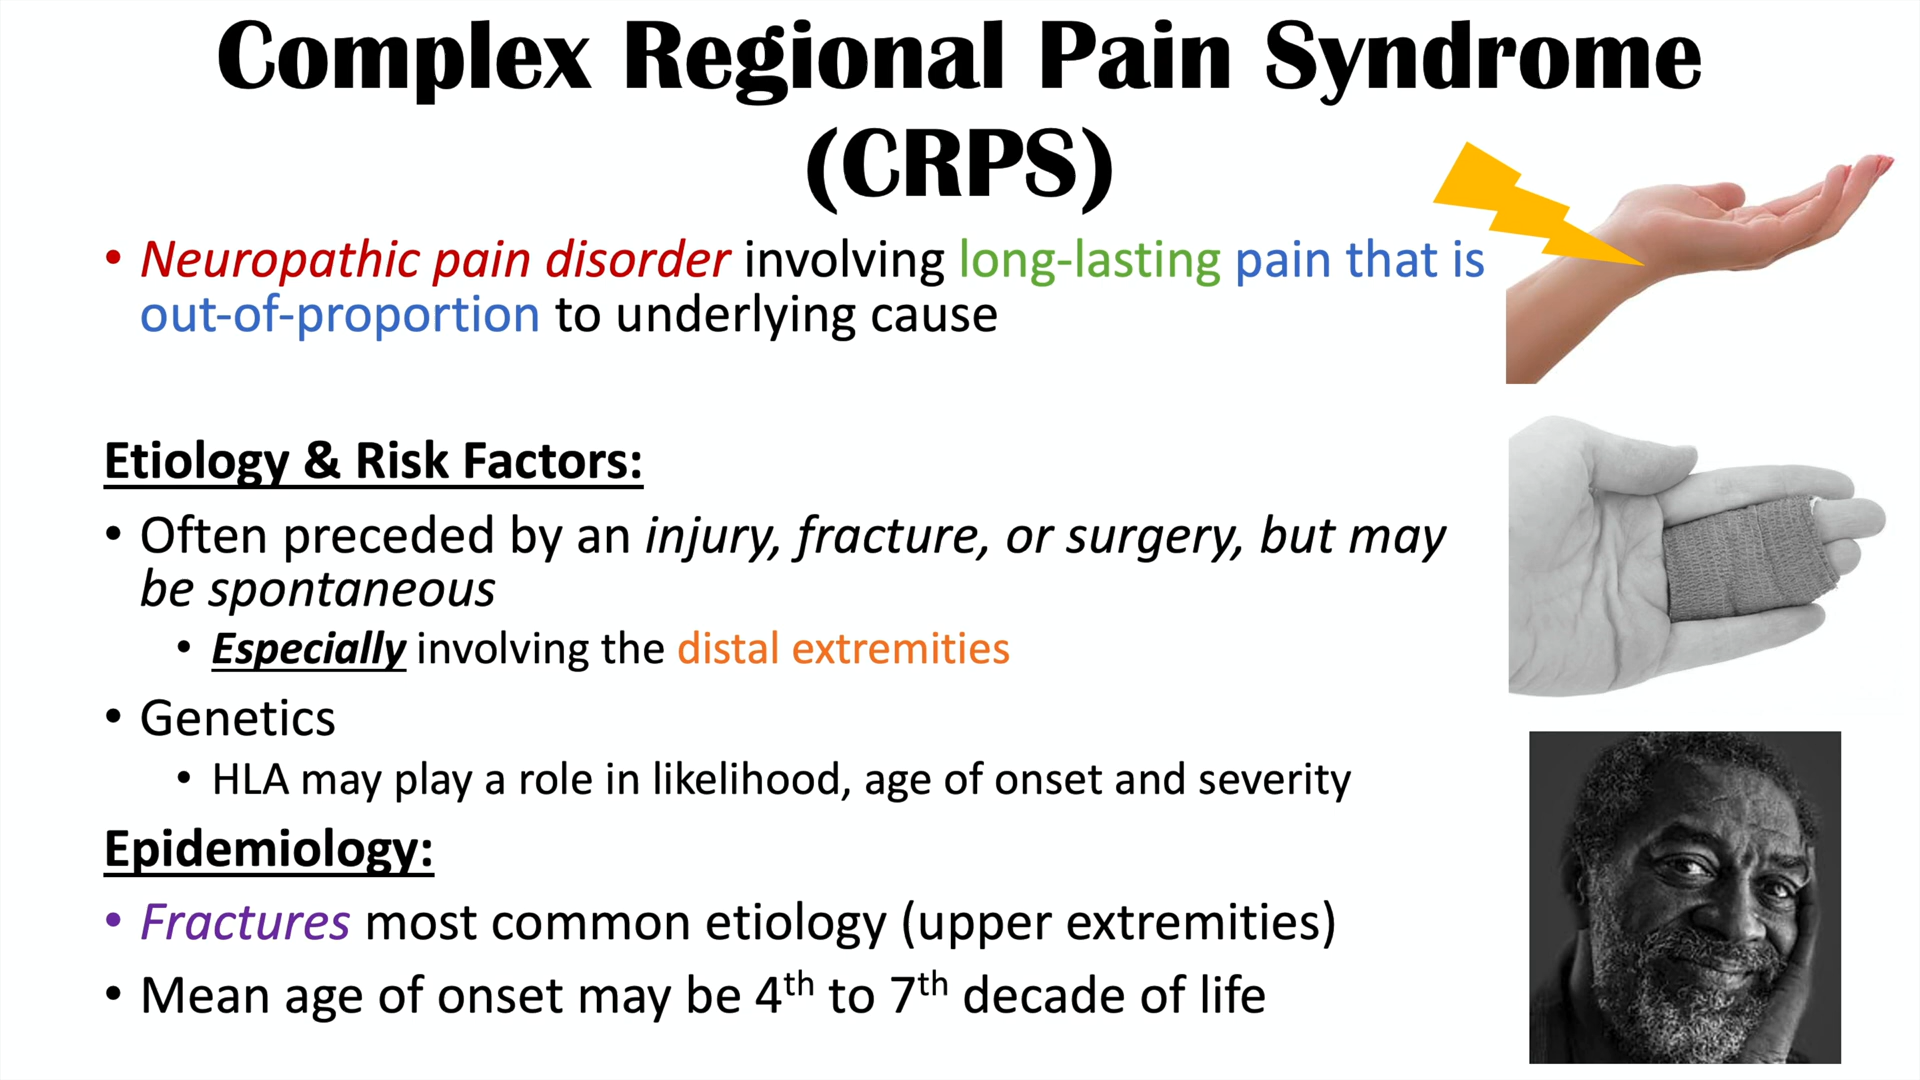 Complex Regional Pain Syndrome
(CRPS)
• Neuropathic pain disorder involving long-lasting pain that is
out-of-proportion to underlying cause
Etiology & Risk Factors:
• Often preceded by an injury, fracture, or surgery, but may
be spontaneous
• Especially involving the distal extremities
• Genetics
• HLA may play a role in likelihood, age of onset and severity
Epidemiology:
• Fractures most common etiology (upper extremities)
• Mean age of onset may be 4th to 7th decade of life